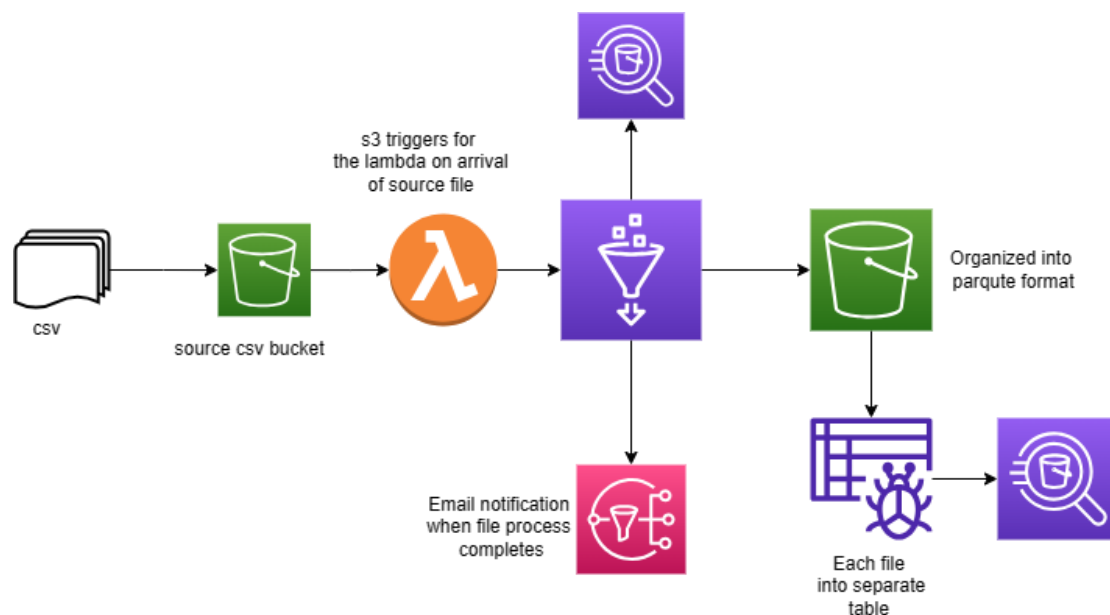 s3 triggers for
the lambda on arrival
of source file
csv
source csv bucket
Organized into
parqute format
Email notification
when file process
completes
Each file
into separate
table